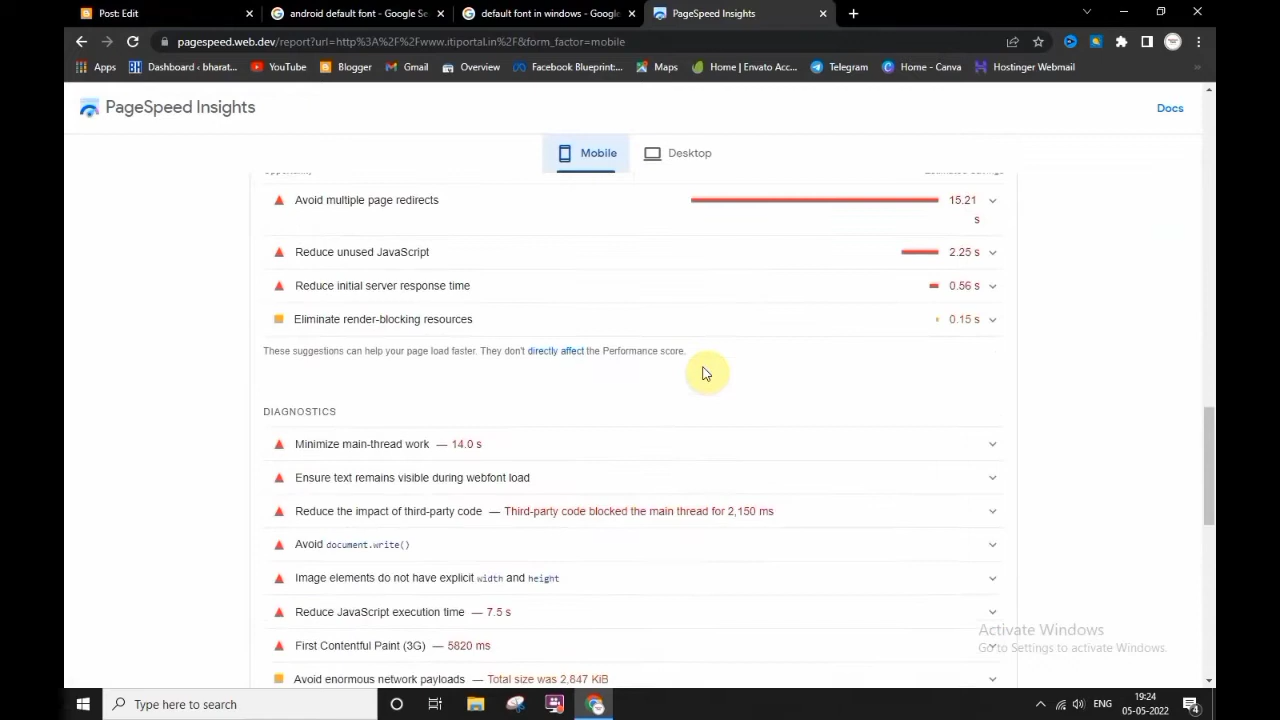 Post: Edit
android default font - Google Se
default font in windows - Google
PageSpeed Insights
pagespeed.web.dev/report?url=http%3A%2F%2Fwww.itiportal.in%2F&form_factor=mobile
Apps
Dashboard ‹ bharat...
YouTube
Blogger
Gmail
Overview
Facebook Blueprint:...
Maps
Home | Envato Acc...
Telegram
Home - Canva
Hostinger Webmail
PageSpeed Insights
Docs
Mobile
Desktop
Opportunity
Estimated Savings
Avoid multiple page redirects
15.21
s
Reduce unused JavaScript
2.25 s
Reduce initial server response time
0.56 s
Eliminate render-blocking resources
0.15 s
These suggestions can help your page load faster. They don't directly affect the Performance score.
DIAGNOSTICS
Minimize main-thread work — 14.0 s
Ensure text remains visible during webfont load
Reduce the impact of third-party code — Third-party code blocked the main thread for 2,150 ms
Avoid document.write()
Image elements do not have explicit width and height
Reduce JavaScript execution time — 7.5 s
First Contentful Paint (3G) — 5820 ms
Avoid enormous network payloads — Total size was 2,847 KiB
Activate Windows
Go to Settings to activate Windows.
Type here to search
ENG
19:24
05-05-2022
4